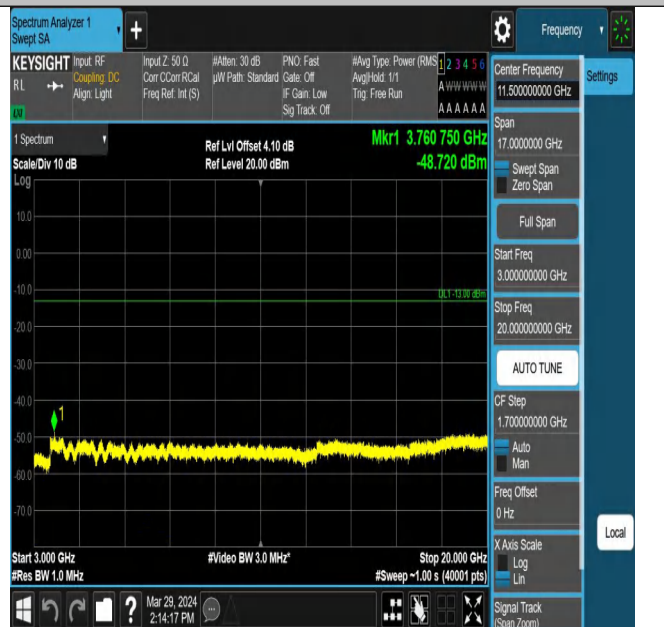 Spectrum Analyzer 1
Swept SA
+
Frequency
KEYSIGHT
RL
Input: RF
Coupling: DC
Align: Light
Input Z: 50 Ω
Corr CCorr RCal
Freq Ref: Int (S)
#Atten: 30 dB
µW Path: Standard
PNO: Fast
Gate: Off
IF Gain: Low
Sig Track: Off
#Avg Type: Power (RMS
Avg|Hold: 1/1
Trig: Free Run
1 2 3 4 5 6
A W W W W W
A A A A A A
1 Spectrum
Scale/Div 10 dB
Log
Ref Lvl Offset 4.10 dB
Ref Level 20.00 dBm
Mkr1 3.760 750 GHz
-48.720 dBm
10.0
0.00
-10.0
DL1 -13.00 dBm
-20.0
-30.0
-40.0
1
-50.0
-60.0
-70.0
Start 3.000 GHz
#Res BW 1.0 MHz
#Video BW 3.0 MHz*
Stop 20.000 GHz
#Sweep ~1.00 s (40001 pts)
?
Mar 29, 2024
2:14:17 PM
Center Frequency
11.500000000 GHz
Settings
Span
17.0000000 GHz
Swept Span
Zero Span
Full Span
Start Freq
3.000000000 GHz
Stop Freq
20.000000000 GHz
AUTO TUNE
CF Step
1.700000000 GHz
Auto
Man
Freq Offset
0 Hz
Local
X Axis Scale
Log
Lin
Signal Track
(Span Zoom)